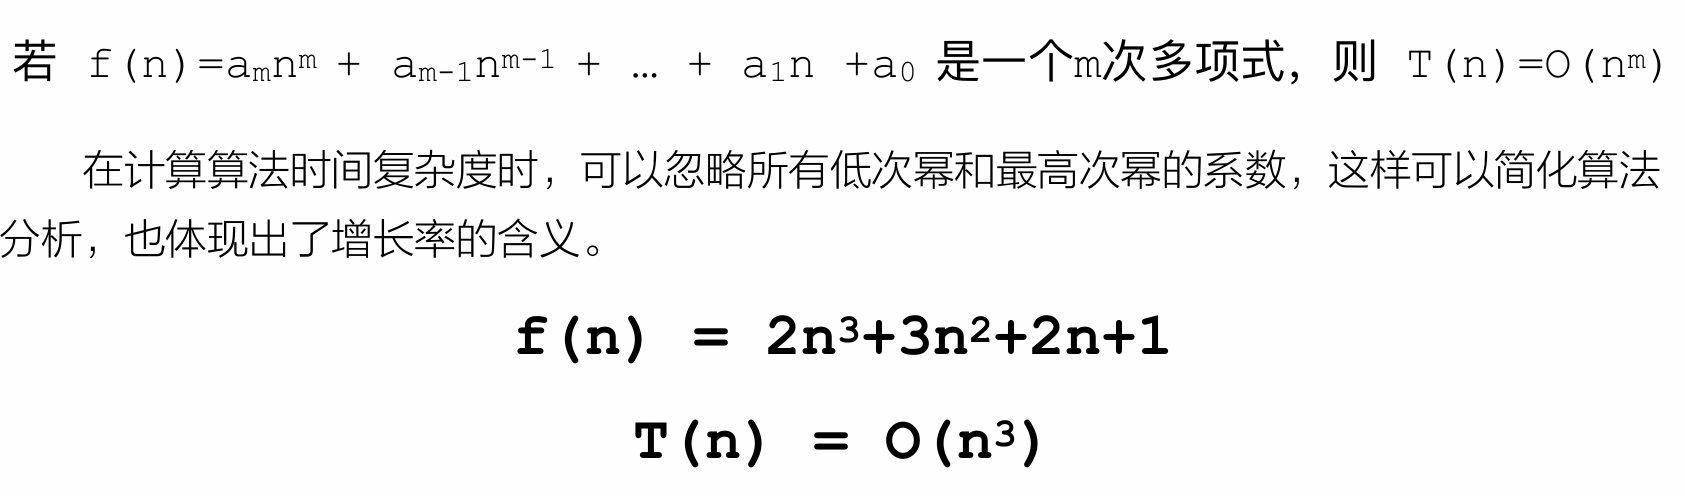 若 f(n)=aₘnᵐ + aₘ₋₁nᵐ⁻¹ + … + a₁n +a₀ 是一个m次多项式，则 T(n)=O(nᵐ)
在计算算法时间复杂度时，可以忽略所有低次幂和最高次幂的系数，这样可以简化算法
分析，也体现出了增长率的含义。
f(n) = 2n³+3n²+2n+1
T(n) = O(n³)